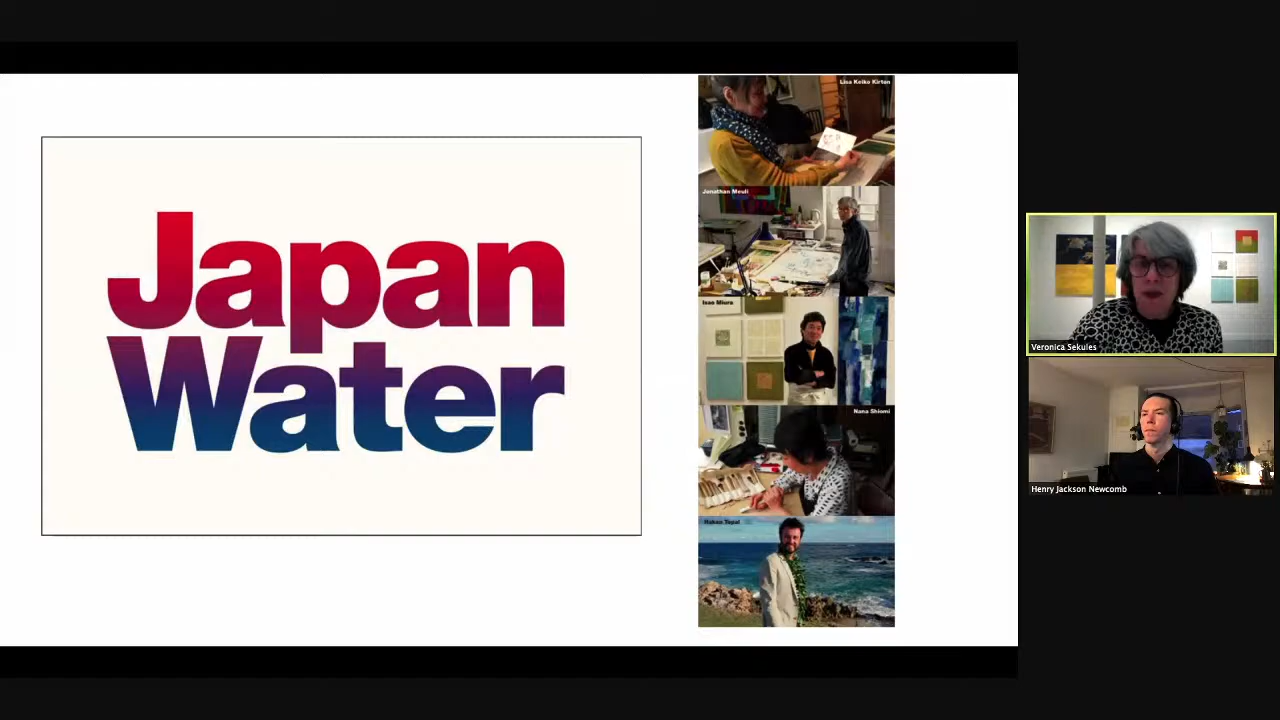 Japan
Water
Lisa Keiko Kirton
Jonathan Meuli
Isao Miura
Nana Shiomi
Hakan Topal
Veronica Sekules
Henry Jackson Newcomb